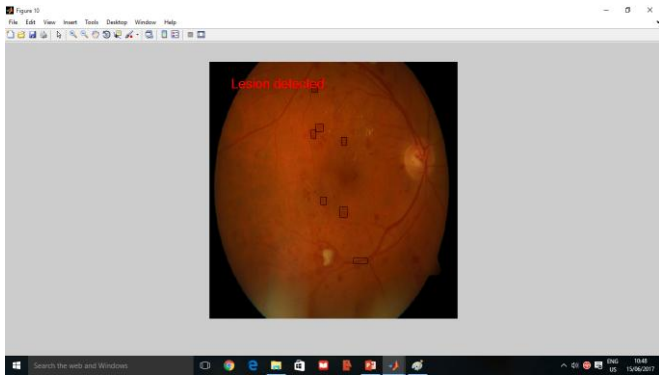 Figure 10
File Edit View Insert Tools Desktop Window Help
Lesion detected
Search the web and Windows
ENG 10:48
US 15/06/2017